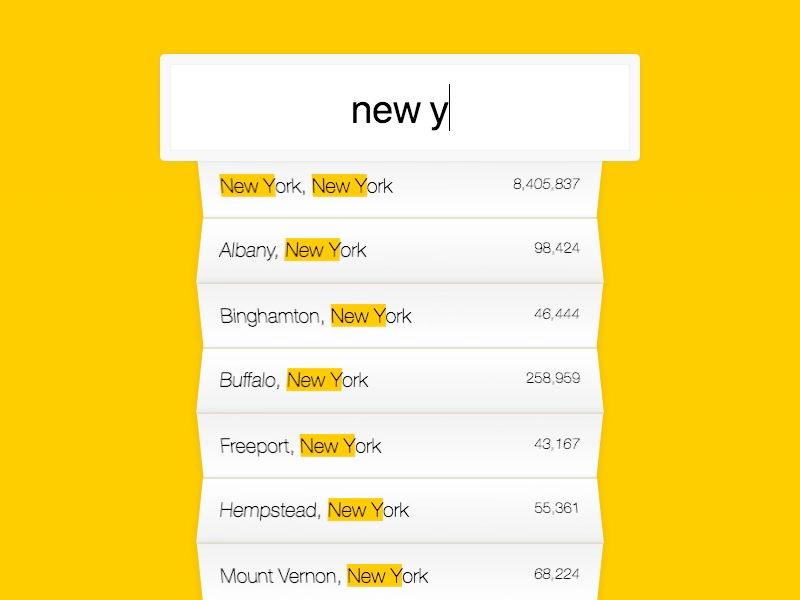 new y
New York, New York 8,405,837
Albany, New York 98,424
Binghamton, New York 46,444
Buffalo, New York 258,959
Freeport, New York 43,167
Hempstead, New York 55,361
Mount Vernon, New York 68,224